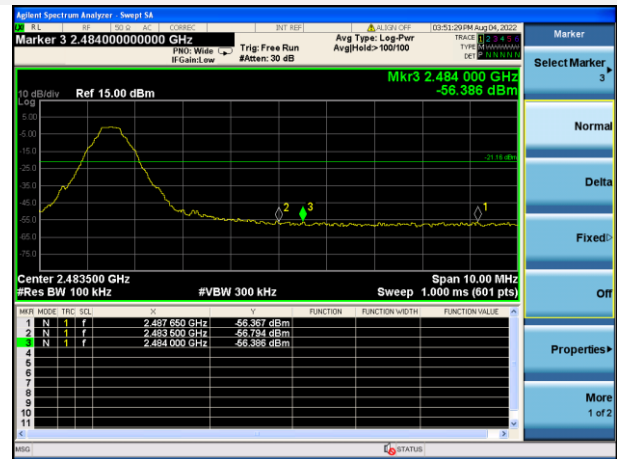 Agilent Spectrum Analyzer - Swept SA
RL RF 50 Ω AC CORREC INT REF ALIGN OFF 03:51:29 PM Aug 04, 2022
Marker 3 2.484000000000 GHz
PNO: Wide Trig: Free Run
IFGain:Low #Atten: 30 dB
Avg Type: Log-Pwr
Avg|Hold:> 100/100
TRACE 1 2 3 4 5 6
TYPE M
DET P N N N N N
Mkr3 2.484 000 GHz
-56.386 dBm
10 dB/div Ref 15.00 dBm
Log
5.00
-5.00
-15.0
-21.16 dBm
-25.0
-35.0
-45.0
-55.0
-65.0
-75.0
2 3 1
Center 2.483500 GHz Span 10.00 MHz
#Res BW 100 kHz #VBW 300 kHz Sweep 1.000 ms (601 pts)
MKR MODE TRC SCL X Y FUNCTION FUNCTION WIDTH FUNCTION VALUE
1 N 1 f 2.487 650 GHz -56.367 dBm
2 N 1 f 2.483 500 GHz -56.794 dBm
3 N 1 f 2.484 000 GHz -56.386 dBm
4
5
6
7
8
9
10
11
MSG STATUS
Marker
Select Marker
3
Normal
Delta
Fixed
Off
Properties
More
1 of 2